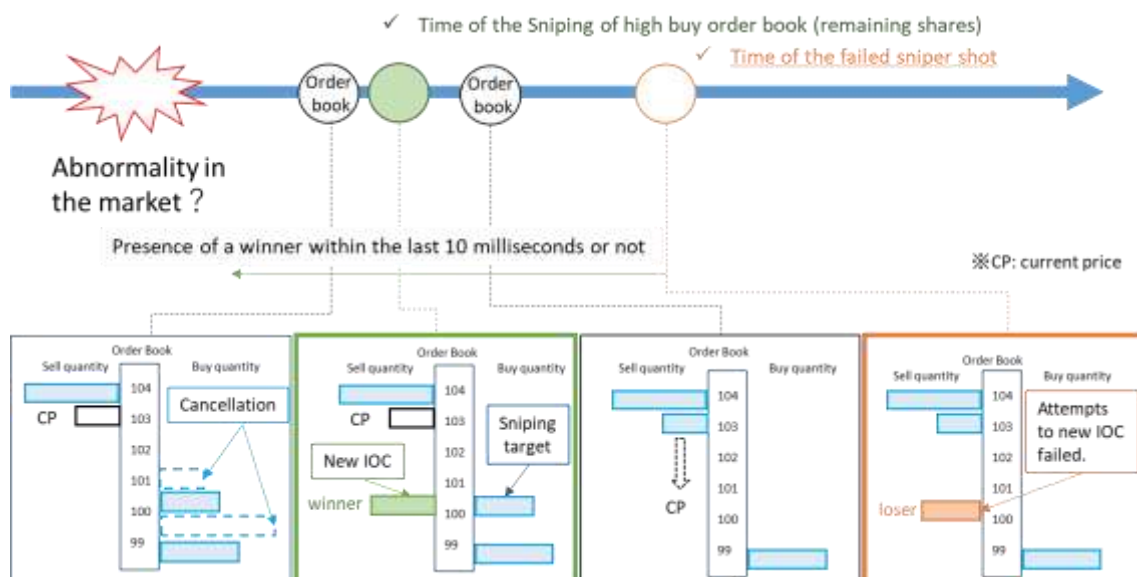 ✓ Time of the Sniping of high buy order book (remaining shares)
✓ Time of the failed sniper shot
Order
book
Order
book
Abnormality in
the market ?
Presence of a winner within the last 10 milliseconds or not
※CP: current price
Order Book
Sell quantity
Buy quantity
104
CP
103
Cancellation
102
101
100
99
Order Book
Sell quantity
Buy quantity
104
CP
103
102
Sniping
target
New IOC
101
winner
100
99
Order Book
Sell quantity
Buy quantity
104
103
102
101
CP
100
99
Order Book
Sell quantity
Buy quantity
104
103
Attempts
to new IOC
failed.
102
101
loser
100
99